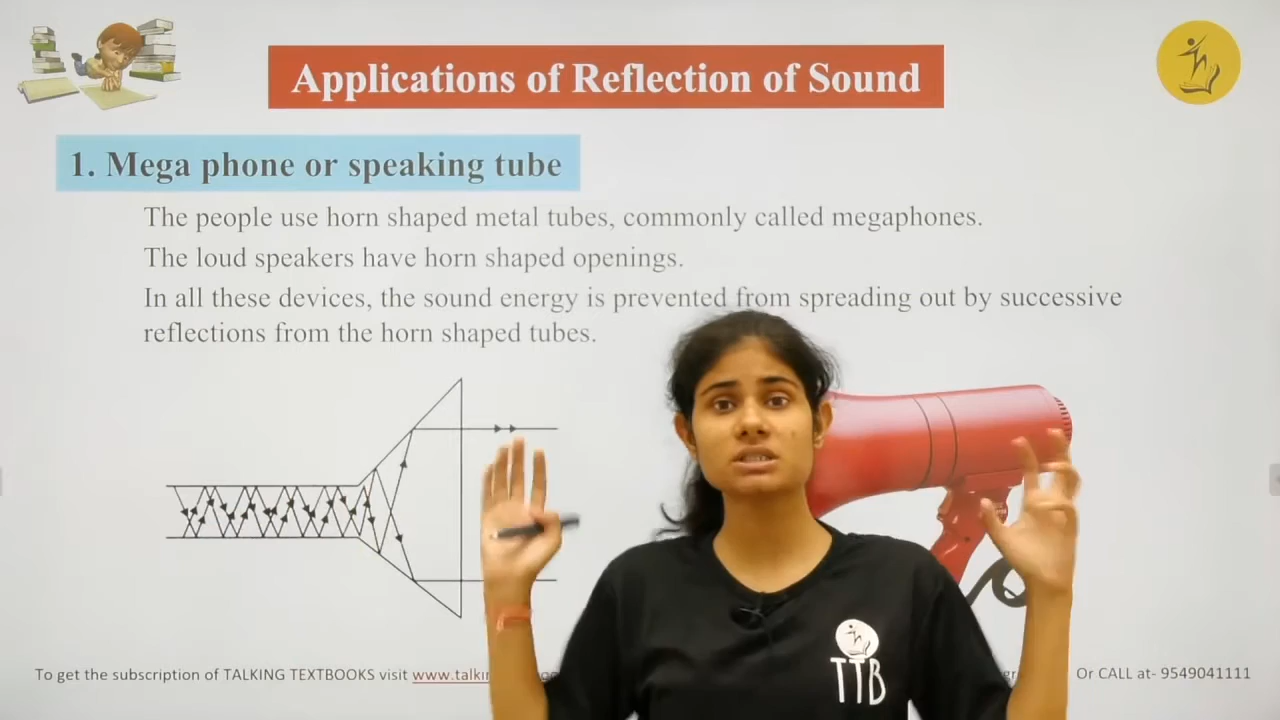 Applications of Reflection of Sound
1. Mega phone or speaking tube
The people use horn shaped metal tubes, commonly called megaphones.
The loud speakers have horn shaped openings.
In all these devices, the sound energy is prevented from spreading out by successive
reflections from the horn shaped tubes.
TTB
To get the subscription of TALKING TEXTBOOKS visit www. Or CALL at- 9549041111